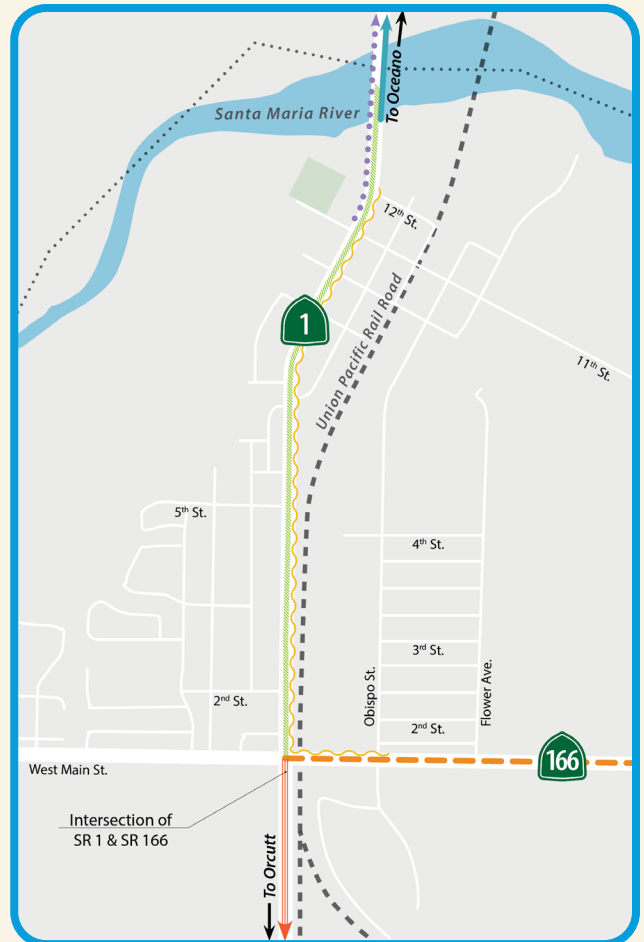 To Oceano
Santa Maria River
12th St.
1
Union Pacific Rail Road
11th St.
5th St.
4th St.
3rd St.
Obispo St.
Flower Ave.
2nd St.
2nd St.
West Main St.
166
Intersection of
SR 1 & SR 166
To Orcutt